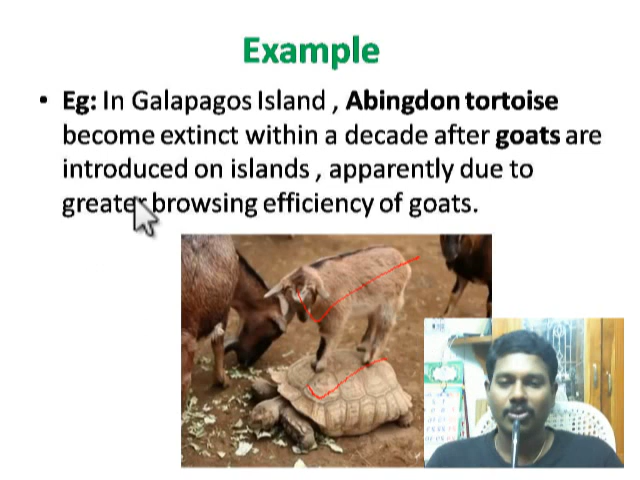 Example
• Eg: In Galapagos Island , Abingdon tortoise
become extinct within a decade after goats are
introduced on islands , apparently due to
greater browsing efficiency of goats.